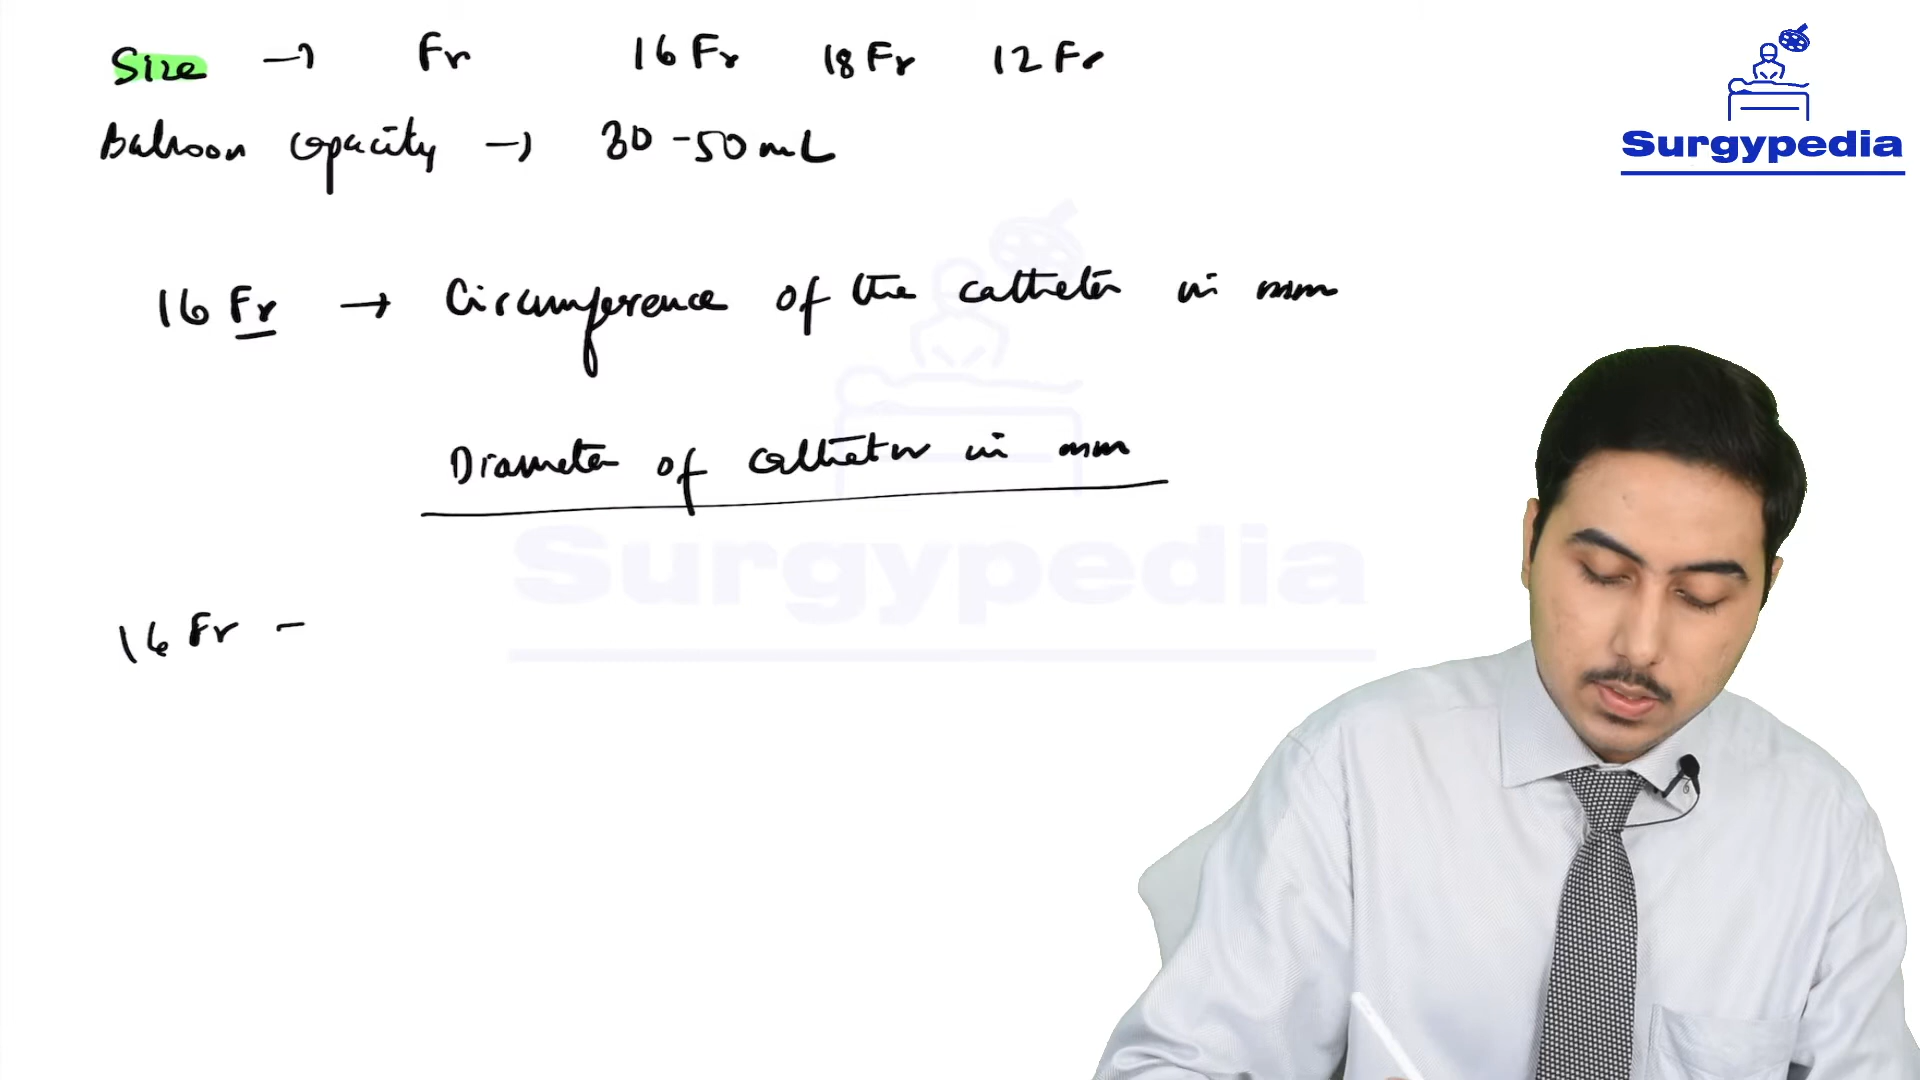 Size → Fr 16 Fr 18 Fr 12 Fr
Surgypedia
Balloon capacity → 30-50 mL
16 Fr → Circumference of the catheter in mm
Diameter of catheter in mm
Surgypedia
16 Fr -